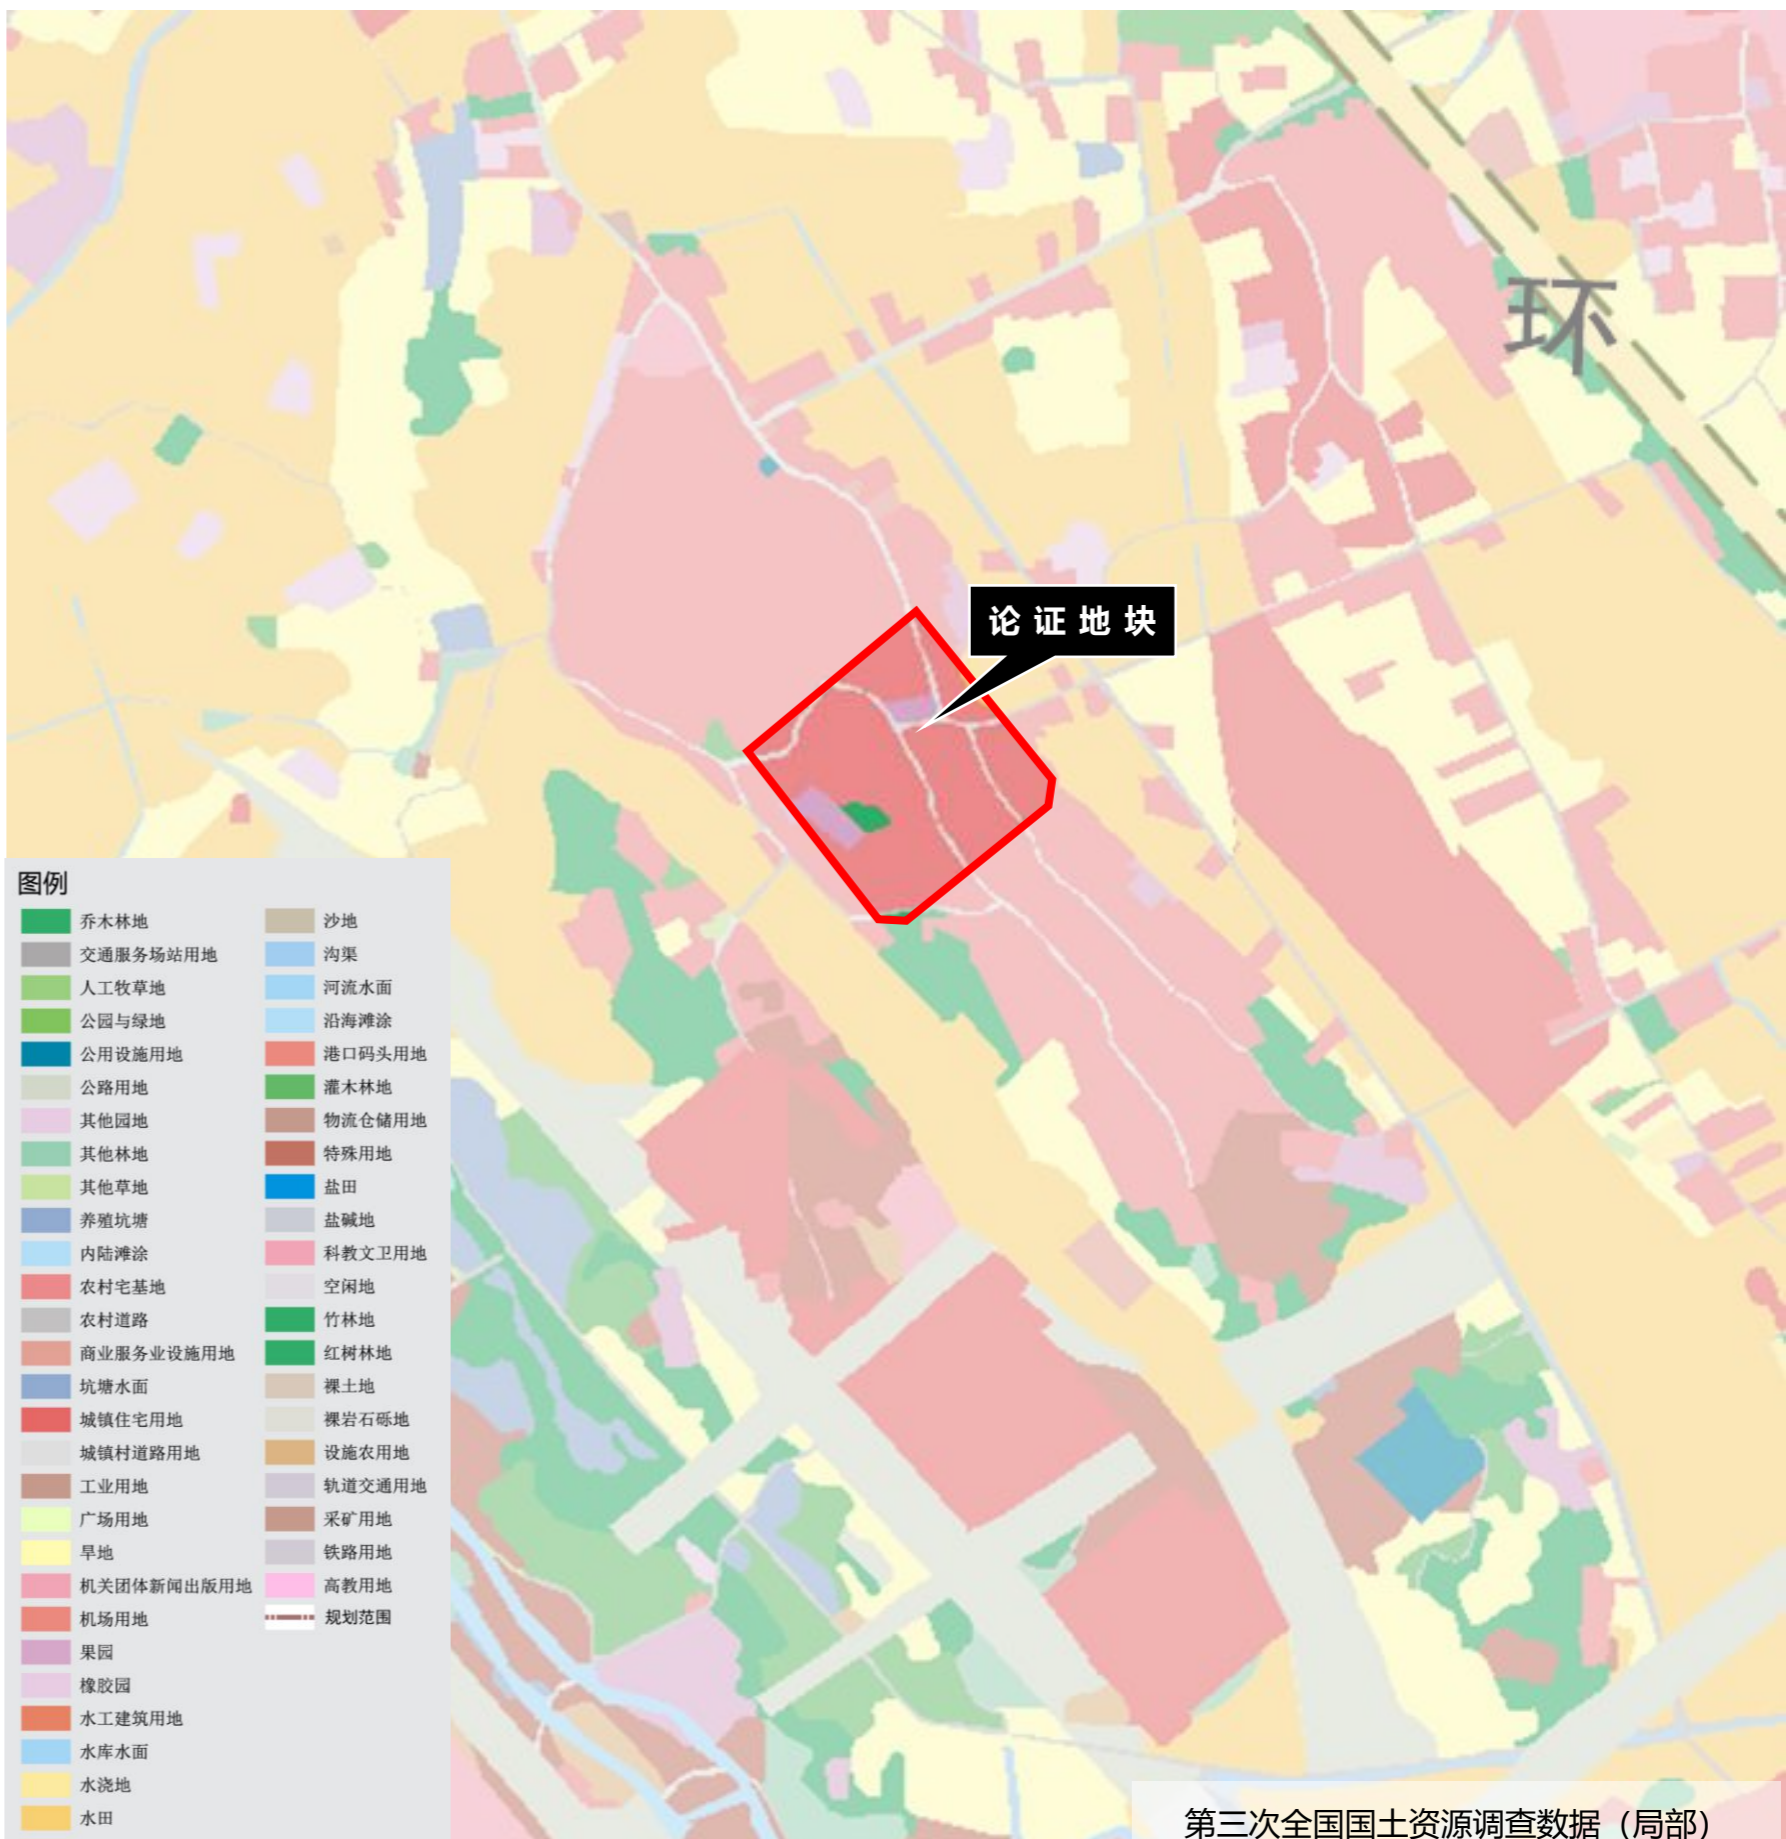 环
论证地块
图例
乔木林地
交通服务场站用地
人工牧草地
公园与绿地
公用设施用地
公路用地
其他园地
其他林地
其他草地
养殖坑塘
内陆滩涂
农村宅基地
农村道路
商业服务业设施用地
坑塘水面
城镇住宅用地
城镇村道路用地
工业用地
广场用地
旱地
机关团体新闻出版用地
机场用地
果园
橡胶园
水工建筑用地
水库水面
水浇地
水田
沙地
沟渠
河流水面
沿海滩涂
港口码头用地
灌木林地
物流仓储用地
特殊用地
盐田
盐碱地
科教文卫用地
空闲地
竹林地
红树林地
裸土地
裸岩石砾地
设施农用地
轨道交通用地
采矿用地
铁路用地
高教用地
规划范围
第三次全国国土资源调查数据（局部）